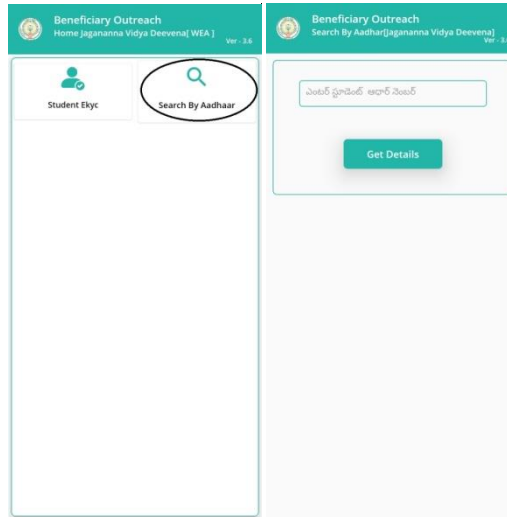 Beneficiary Outreach
Home Jagananna Vidya Deevena[ WEA ]
Ver - 3.6
Student Ekyc
Search By Aadhaar
Beneficiary Outreach
Search By Aadhar[Jagananna Vidya Deevena]
Ver - 3.
ఎంటర్ స్టూడెంట్ ఆధార్ నెంబర్
Get Details